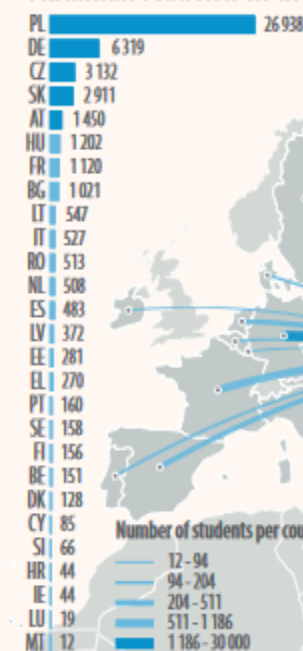 PL 26 938
DE 6 319
CZ 3 132
SK 2 911
AT 1 450
HU 1 202
FR 1 120
BG 1 021
LT 547
IT 527
RO 513
NL 508
ES 483
LV 372
EE 281
EL 270
PT 160
SE 158
FI 156
BE 151
DK 128
CY 85
SI 66
HR 44
IE 44
LU 19
MT 12
Number of students per cou
12 - 94
94 - 204
204 - 511
511 - 1 186
1 186 - 30 000